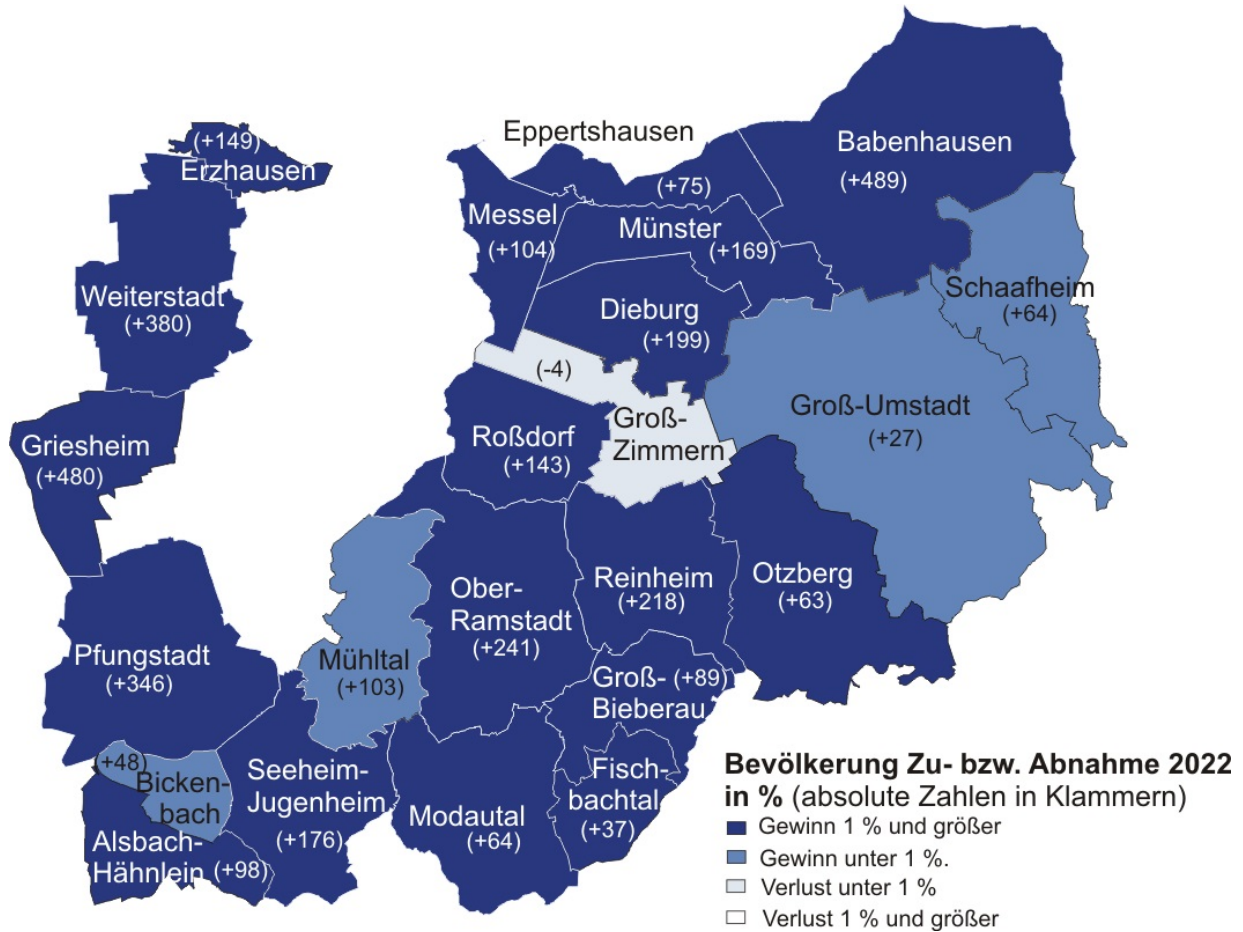 (+149)
Erzhausen
Eppertshausen
(+75)
Babenhausen
(+489)
Messel
(+104)
Münster
(+169)
Weiterstadt
(+380)
Dieburg
(+199)
Schaafheim
(+64)
(-4)
Groß-
Zimmern
Groß-Umstadt
(+27)
Griesheim
(+480)
Roßdorf
(+143)
Ober-
Ramstadt
(+241)
Reinheim
(+218)
Otzberg
(+63)
Pfungstadt
(+346)
Mühltal
(+103)
Groß-
Bieberau
(+89)
(+48)
Bicken-
bach
Seeheim-
Jugenheim
(+176)
Modautal
(+64)
Fisch-
bachtal
(+37)
Alsbach-
Hähnlein
(+98)
Bevölkerung Zu- bzw. Abnahme 2022
in % (absolute Zahlen in Klammern)
Gewinn 1 % und größer
Gewinn unter 1 %.
Verlust unter 1 %
Verlust 1 % und größer